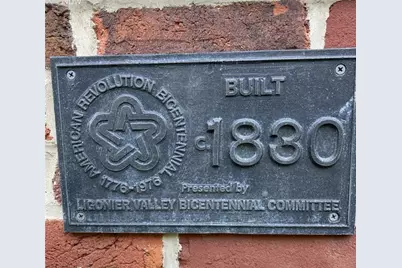 AMERICAN REVOLUTION BICENTENNIAL
1776-1976
BUILT
c1830
Presented by
LIGONIER VALLEY BICENTENNIAL COMMITTEE